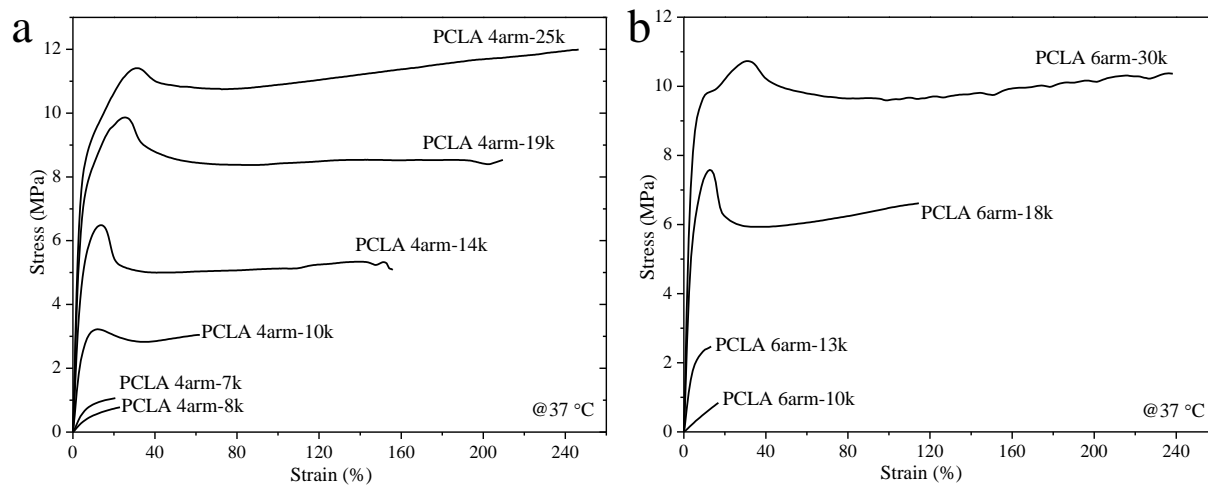 a
12
10
8
6
4
2
0
Stress (MPa)
PCLA 4arm-25k
PCLA 4arm-19k
PCLA 4arm-14k
PCLA 4arm-10k
PCLA 4arm-7k
PCLA 4arm-8k
@37 °C
0 40 80 120 160 200 240
Strain (%)
b
12
10
8
6
4
2
0
Stress (MPa)
PCLA 6arm-30k
PCLA 6arm-18k
PCLA 6arm-13k
PCLA 6arm-10k
@37 °C
0 40 80 120 160 200 240
Strain (%)